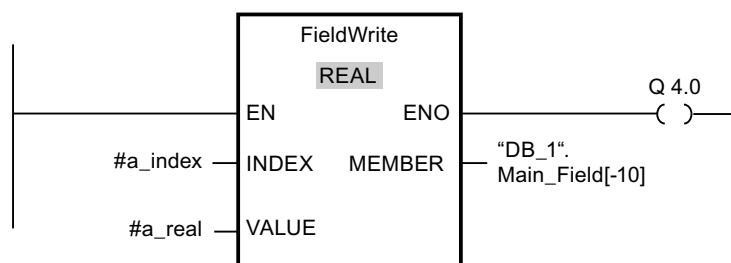 FieldWrite
REAL
Q 4.0
EN ENO
#a_index INDEX MEMBER “DB_1“.
Main_Field[-10]
#a_real VALUE